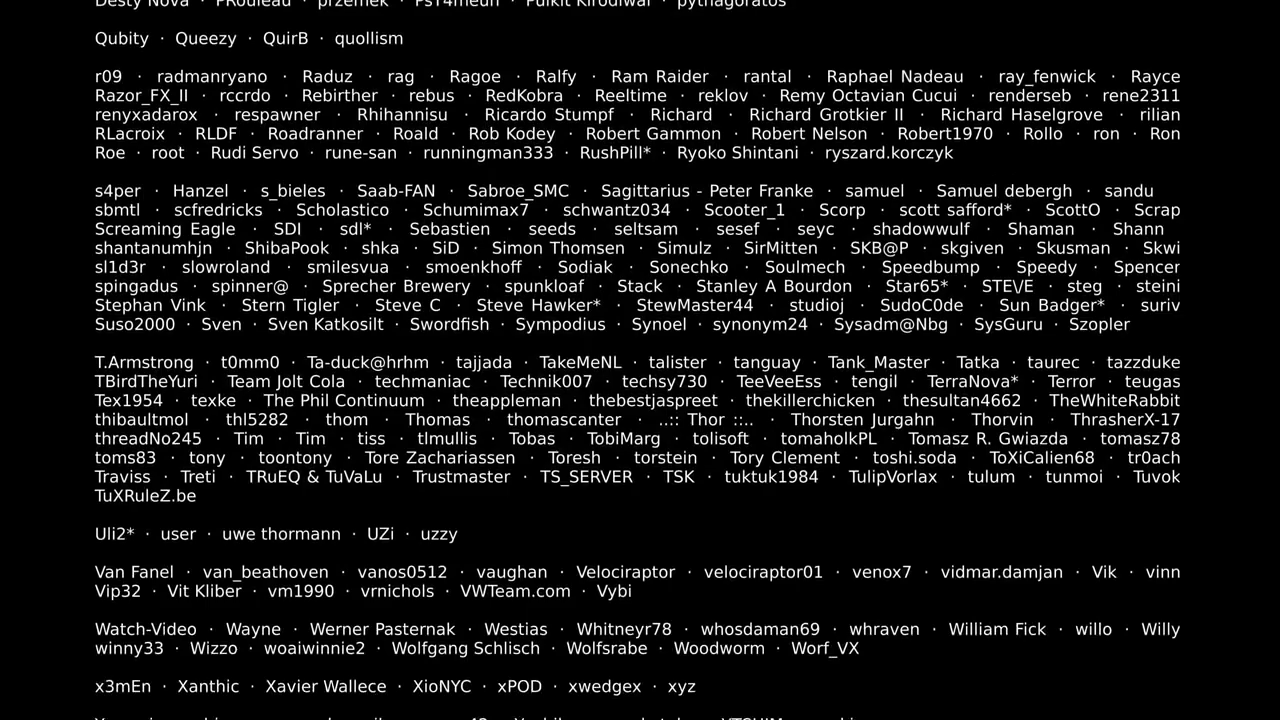 Desty Nova · PRouleau · przemek · PsT4meun · Pulkit Kirodiwal · pythagoratos
Qubity · Queezy · QuirB · quollism
r09 · radmanryano · Raduz · rag · Ragoe · Ralfy · Ram Raider · rantal · Raphael Nadeau · ray_fenwick · Rayce
Razor_FX_II · rccrdo · Rebirther · rebus · RedKobra · Reeltime · reklov · Remy Octavian Cucui · renderseb · rene2311
renyxadarox · respawner · Rhihannisu · Ricardo Stumpf · Richard · Richard Grotkier II · Richard Haselgrove · rilian
RLacroix · RLDF · Roadranner · Roald · Rob Kodey · Robert Gammon · Robert Nelson · Robert1970 · Rollo · ron · Ron
Roe · root · Rudi Servo · rune-san · runningman333 · RushPill* · Ryoko Shintani · ryszard.korczyk
s4per · Hanzel · s_bieles · Saab-FAN · Sabroe_SMC · Sagittarius - Peter Franke · samuel · Samuel debergh · sandu
sbmtl · scfredricks · Scholastico · Schumimax7 · schwantz034 · Scooter_1 · Scorp · scott safford* · ScottO · Scrap
Screaming Eagle · SDI · sdl* · Sebastien · seeds · seltsam · sesef · seyc · shadowwulf · Shaman · Shann
shantanumhjn · ShibaPook · shka · SiD · Simon Thomsen · Simulz · SirMitten · SKB@P · skgiven · Skusman · Skwi
sl1d3r · slowroland · smilesvua · smoenkhoff · Sodiak · Sonechko · Soulmech · Speedbump · Speedy · Spencer
spingadus · spinner@ · Sprecher Brewery · spunkloaf · Stack · Stanley A Bourdon · Star65* · STE\/E · steg · steini
Stephan Vink · Stern Tigler · Steve C · Steve Hawker* · StewMaster44 · studioj · SudoC0de · Sun Badger* · suriv
Suso2000 · Sven · Sven Katkosilt · Swordfish · Sympodius · Synoel · synonym24 · Sysadm@Nbg · SysGuru · Szopler
T.Armstrong · t0mm0 · Ta-duck@hrhm · tajjada · TakeMeNL · talister · tanguay · Tank_Master · Tatka · taurec · tazzduke
TBirdTheYuri · Team Jolt Cola · techmaniac · Technik007 · techsy730 · TeeVeeEss · tengil · TerraNova* · Terror · teugas
Tex1954 · texke · The Phil Continuum · theappleman · thebestjaspreet · thekillerchicken · thesultan4662 · TheWhiteRabbit
thibaultmol · thl5282 · thom · Thomas · thomascanter · ..:: Thor ::.. · Thorsten Jurgahn · Thorvin · ThrasherX-17
threadNo245 · Tim · Tim · tiss · tlmullis · Tobas · TobiMarg · tolisoft · tomaholkPL · Tomasz R. Gwiazda · tomasz78
toms83 · tony · toontony · Tore Zachariassen · Toresh · torstein · Tory Clement · toshi.soda · ToXiCalien68 · tr0ach
Traviss · Treti · TRuEQ & TuVaLu · Trustmaster · TS_SERVER · TSK · tuktuk1984 · TulipVorlax · tulum · tunmoi · Tuvok
TuXRuleZ.be
Uli2* · user · uwe thormann · UZi · uzzy
Van Fanel · van_beathoven · vanos0512 · vaughan · Velociraptor · velociraptor01 · venox7 · vidmar.damjan · Vik · vinn
Vip32 · Vit Kliber · vm1990 · vrnichols · VWTeam.com · Vybi
Watch-Video · Wayne · Werner Pasternak · Westias · Whitneyr78 · whosdaman69 · whraven · William Fick · willo · Willy
winny33 · Wizzo · woaiwinnie2 · Wolfgang Schlisch · Wolfsrabe · Woodworm · Worf_VX
x3mEn · Xanthic · Xavier Wallece · XioNYC · xPOD · xwedgex · xyz